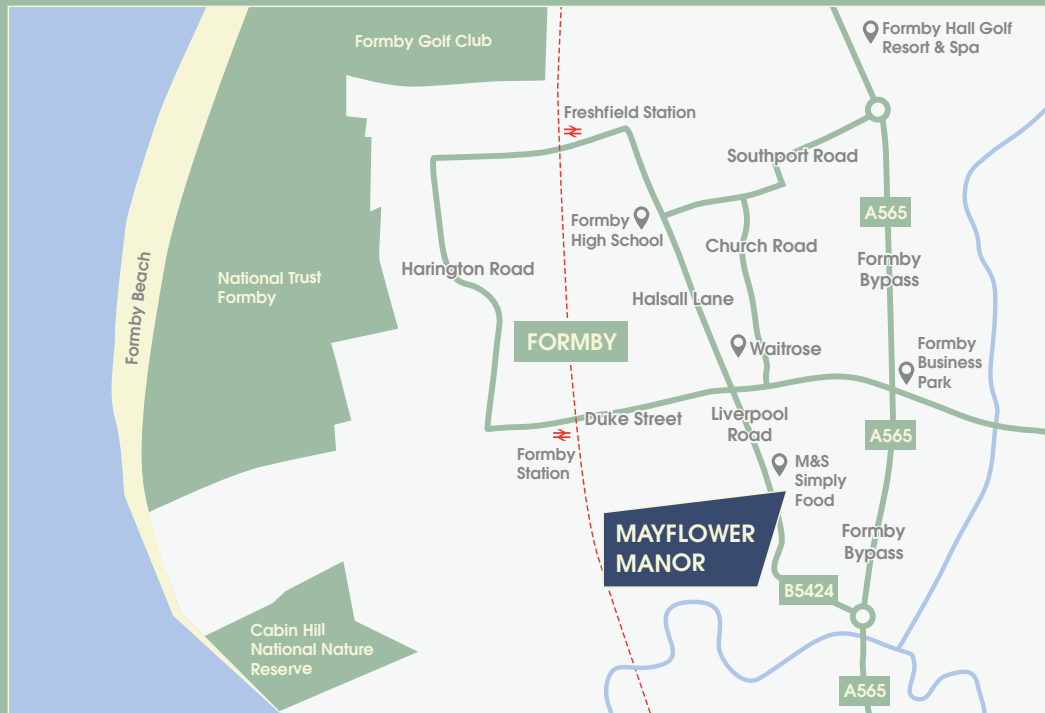 Formby Golf Club
Formby Hall Golf
Resort & Spa
Freshfield Station
Southport Road
A565
Formby
High School
Church Road
Formby
Bypass
Harington Road
National Trust
Formby
Formby Beach
Halsall Lane
FORMBY
Waitrose
Formby
Business
Park
Duke Street
Liverpool
Road
A565
Formby
Station
M&S
Simply
Food
MAYFLOWER
MANOR
Formby
Bypass
B5424
Cabin Hill
National Nature
Reserve
A565